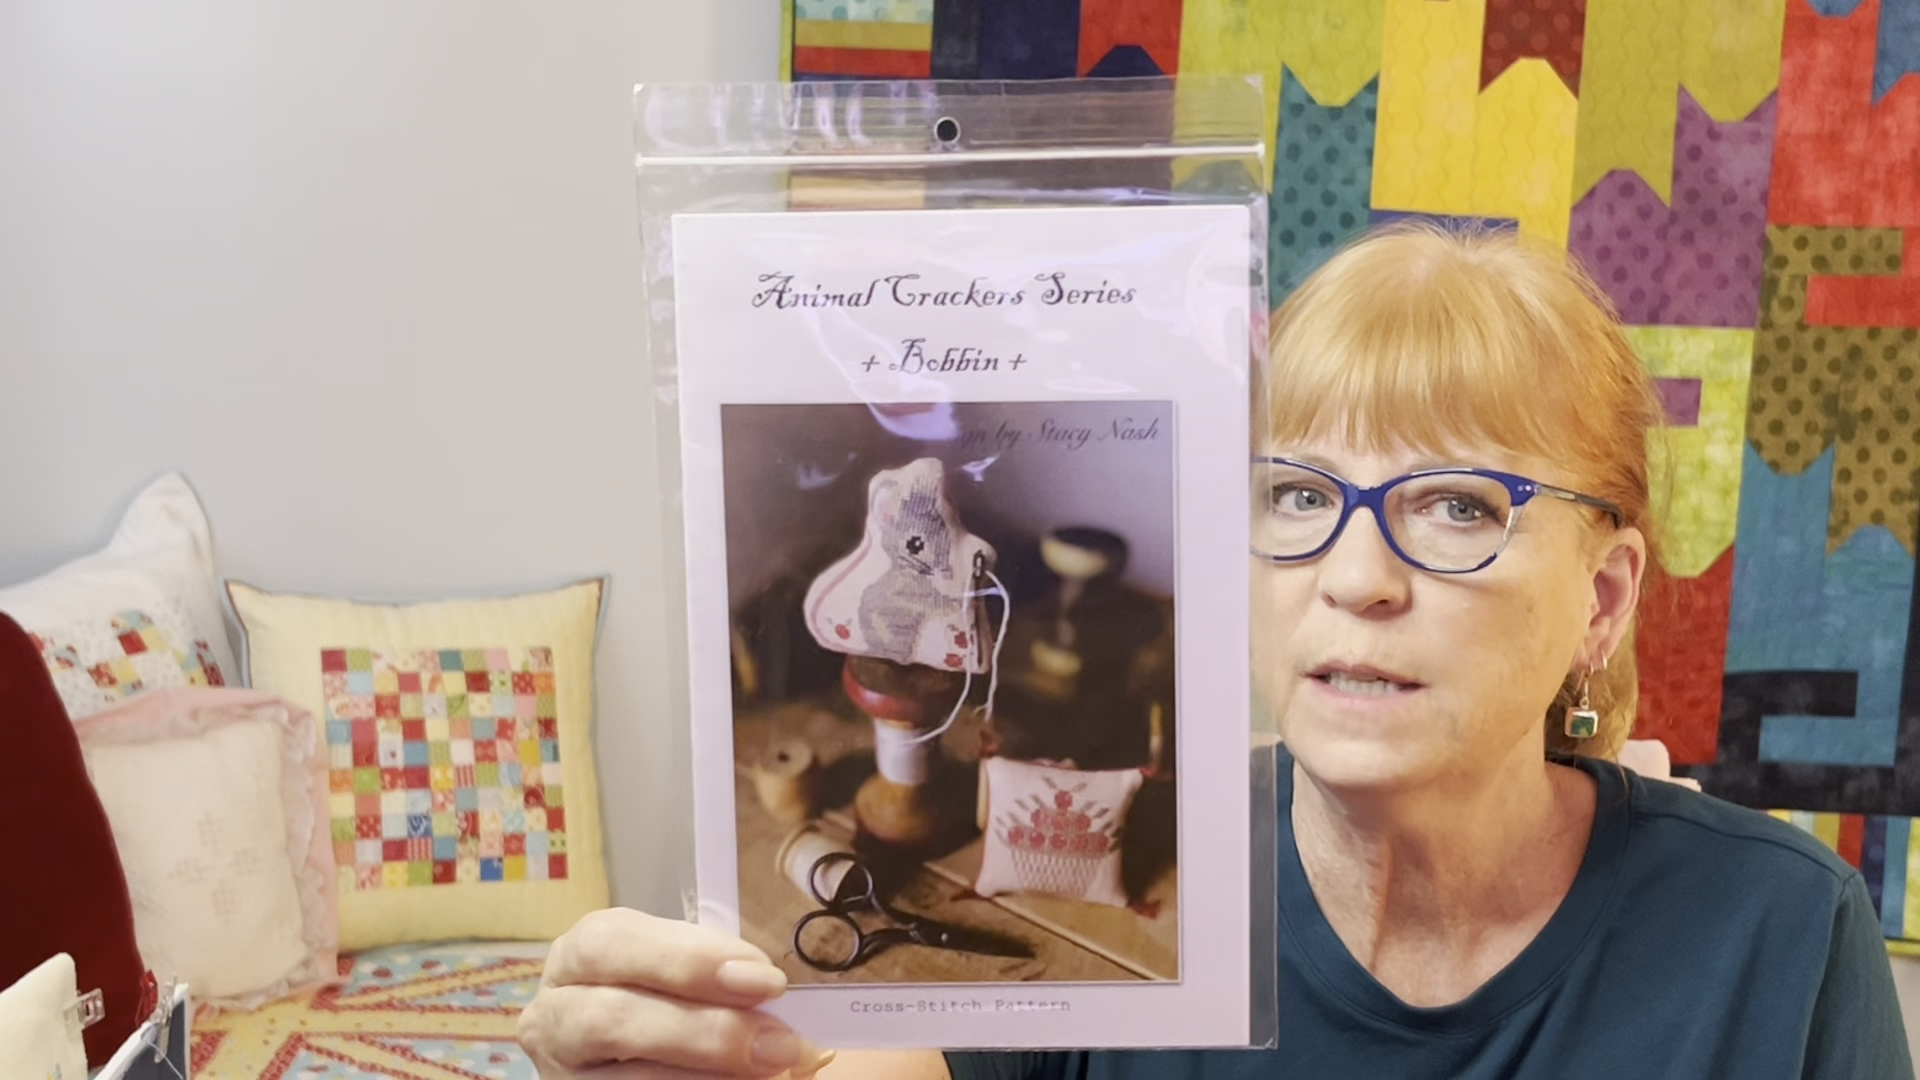 Animal Crackers Series
+ Bobbin +
by Stacy Nash
Cross-Stitch Pattern